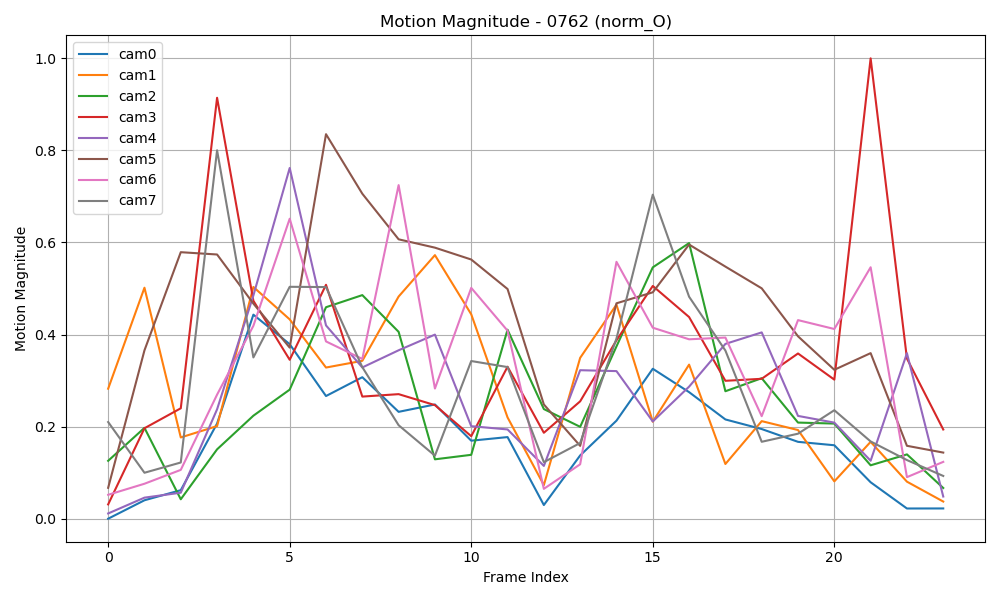 Motion Magnitude - 0762 (norm_O)
cam0
cam1
cam2
cam3
cam4
cam5
cam6
cam7
Motion Magnitude
1.0
0.8
0.6
0.4
0.2
0.0
0 5 10 15 20
Frame Index